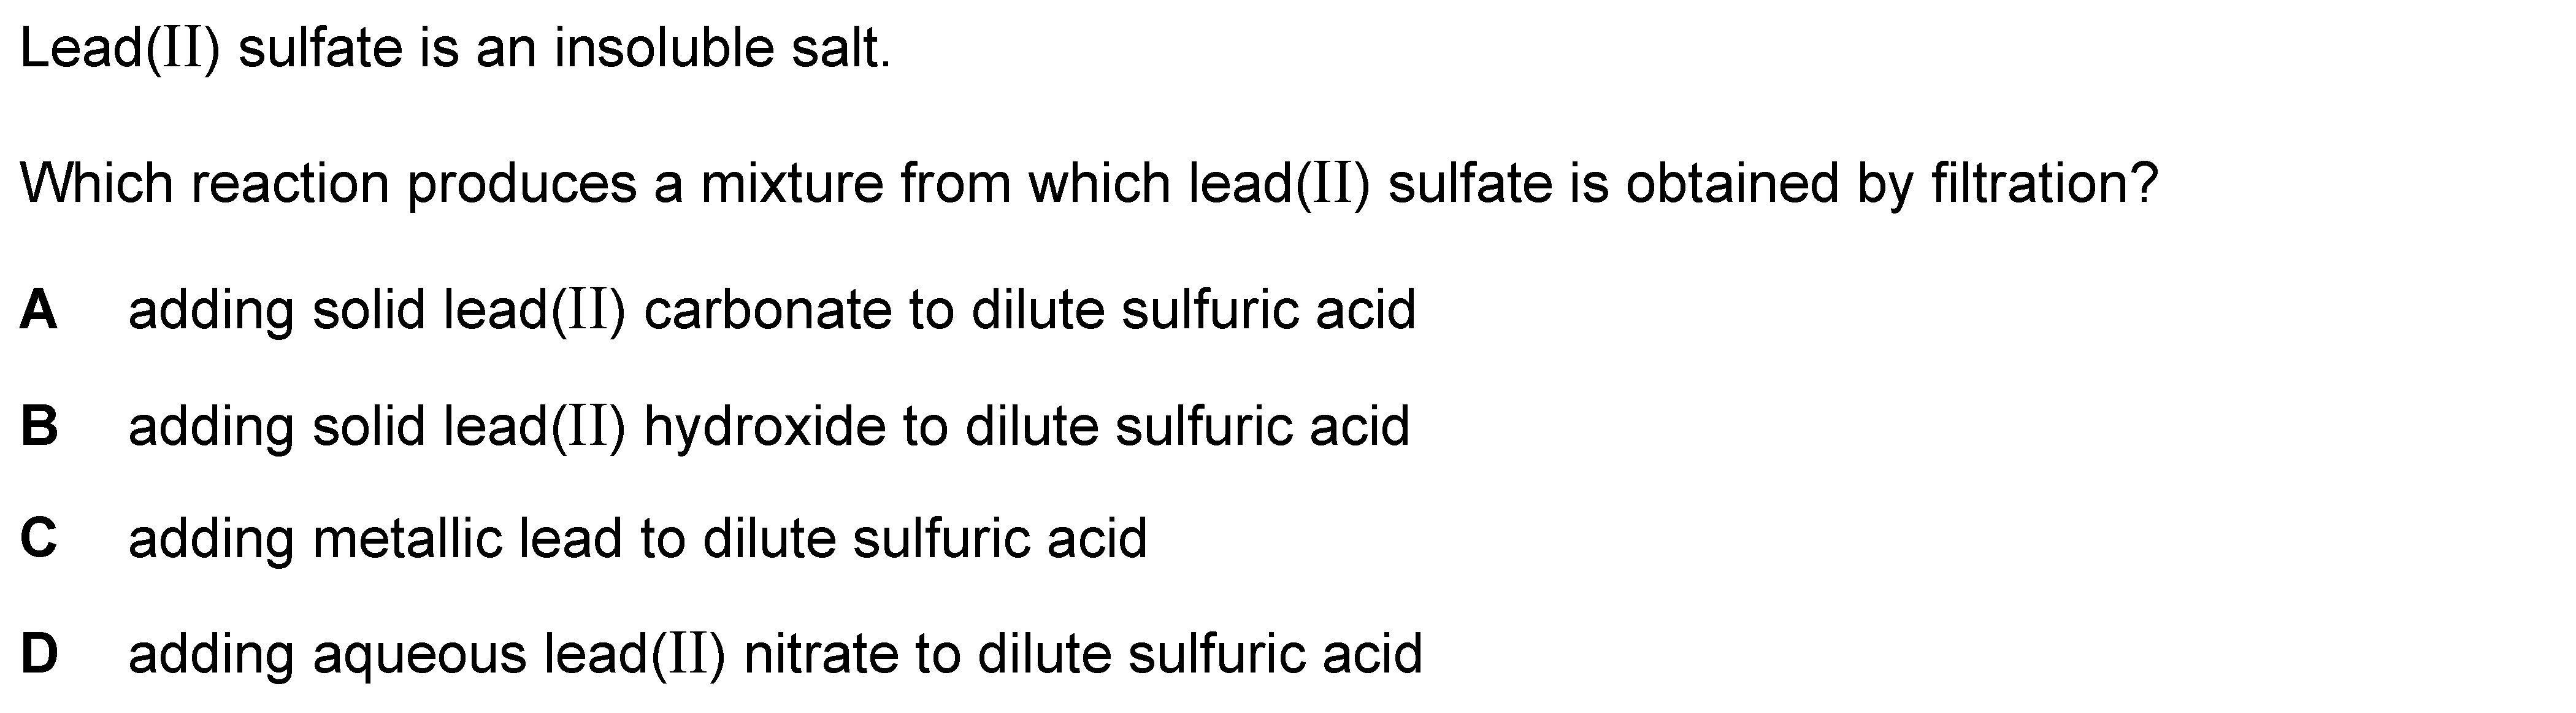 Lead(II) sulfate is an insoluble salt.
Which reaction produces a mixture from which lead(II) sulfate is obtained by filtration?
A adding solid lead(II) carbonate to dilute sulfuric acid
B adding solid lead(II) hydroxide to dilute sulfuric acid
C adding metallic lead to dilute sulfuric acid
D adding aqueous lead(II) nitrate to dilute sulfuric acid